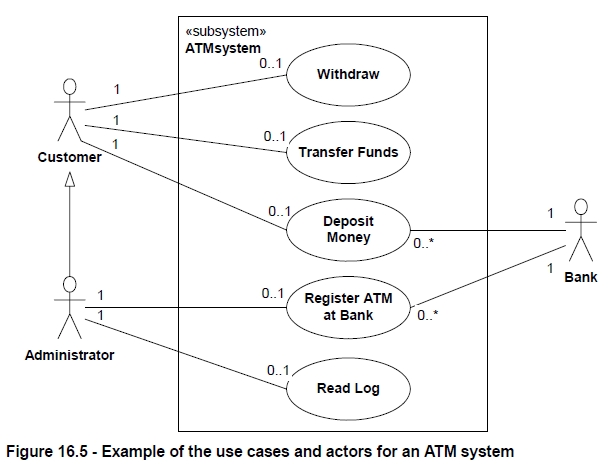 «subsystem»
ATMsystem
0..1
Withdraw
1
1
0..1
Transfer Funds
1
Customer
0..1
Deposit
Money
0..*
1
Bank
1
1
0..1
Register ATM
at Bank
0..*
1
Administrator
0..1
Read Log
Figure 16.5 - Example of the use cases and actors for an ATM system